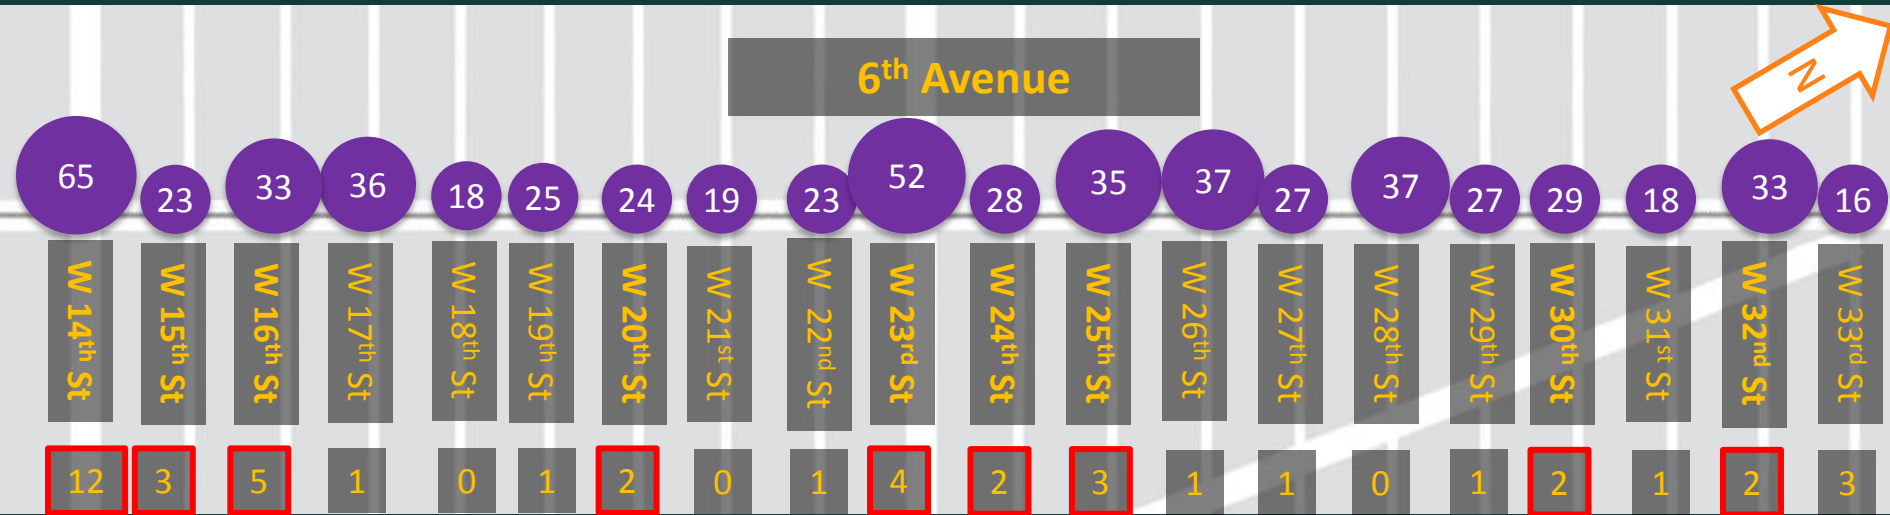 6th Avenue
N
65 23 33 36 18 25 24 19 23 52 28 35 37 27 37 27 29 18 33 16
W 14th St
W 15th St
W 16th St
W 17th St
W 18th St
W 19th St
W 20th St
W 21st St
W 22nd St
W 23rd St
W 24th St
W 25th St
W 26th St
W 27th St
W 28th St
W 29th St
W 30th St
W 31st St
W 32nd St
W 33rd St
12 3 5 1 0 1 2 0 1 4 2 3 1 1 0 1 2 1 2 3